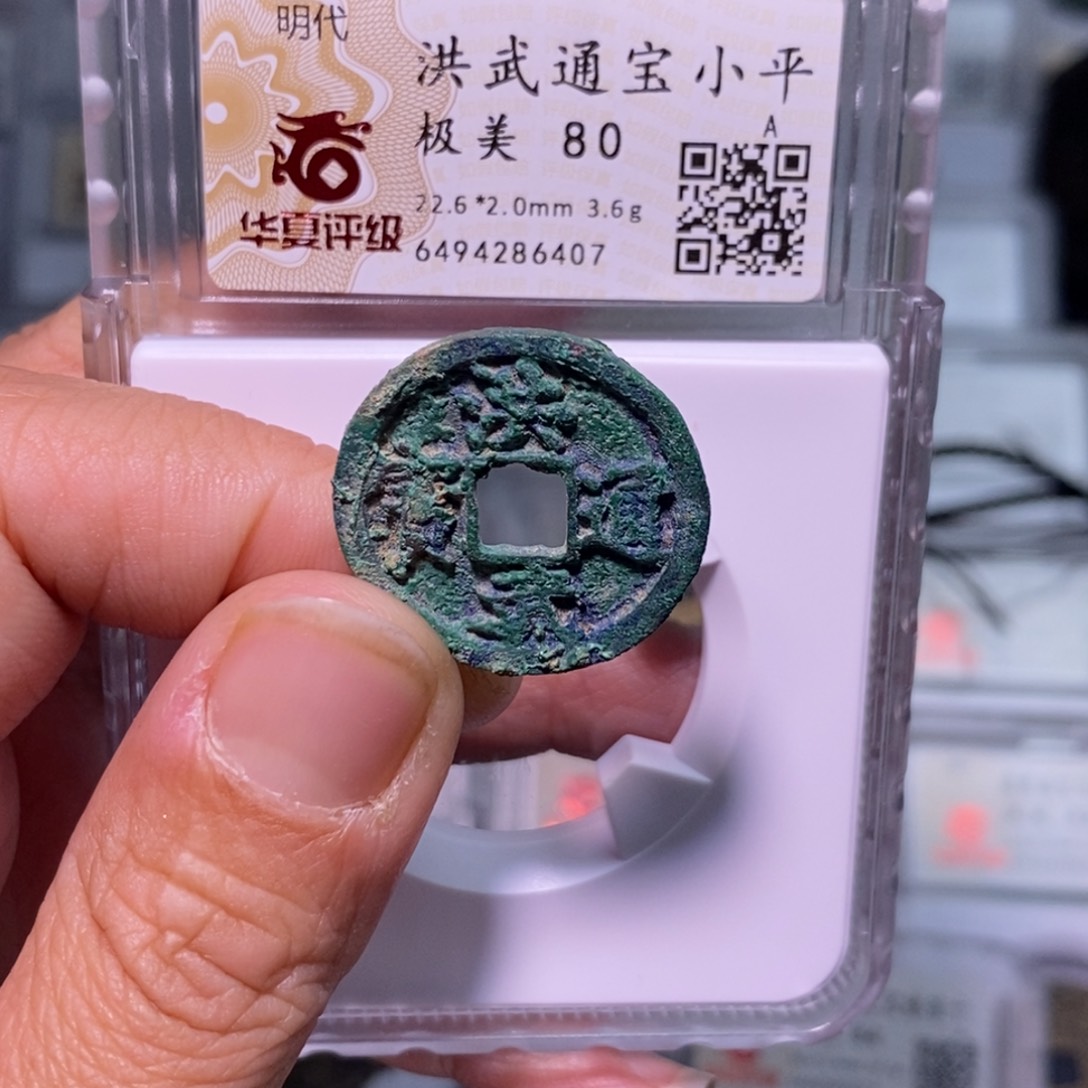 明代
洪武通宝小平
极美 80
A
22.6*2.0mm 3.6g
华夏评级
6494286407
洪武通寶